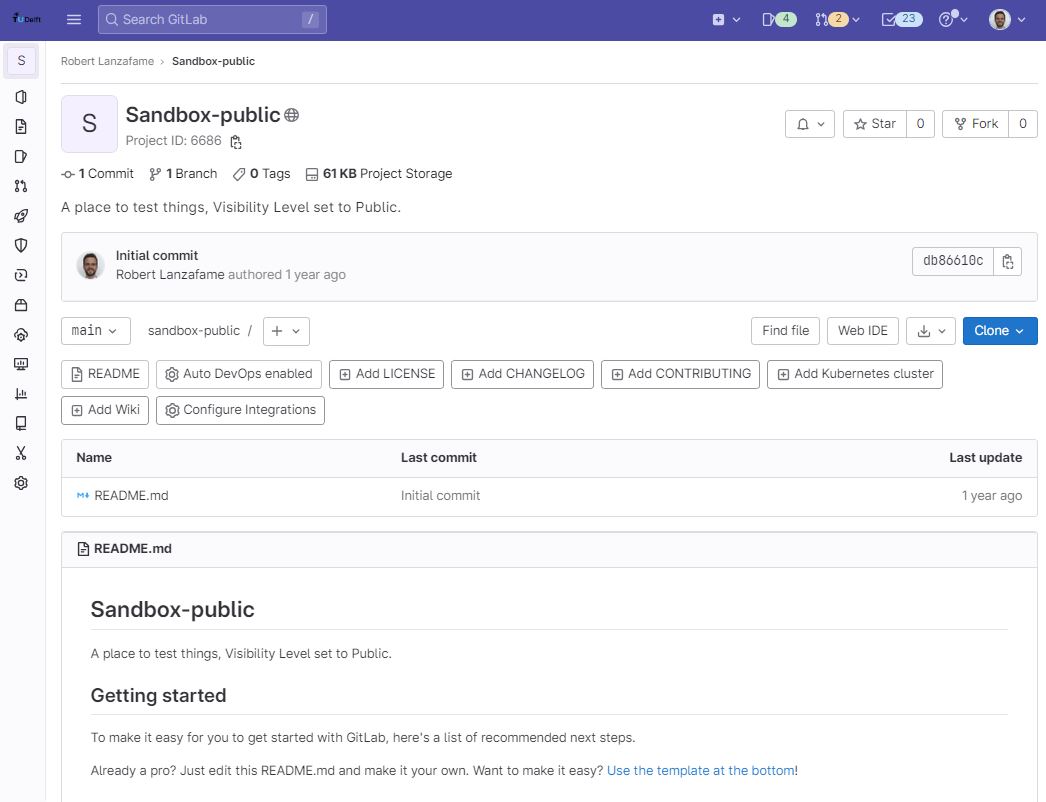 TU Delft Search GitLab / 4 2 23
S Robert Lanzafame › Sandbox-public
S Sandbox-public
Project ID: 6686
Star 0 Fork 0
1 Commit 1 Branch 0 Tags 61 KB Project Storage
A place to test things, Visibility Level set to Public.
Initial commit
Robert Lanzafame authored 1 year ago
db86610c
main sandbox-public / + Find file Web IDE Clone
README Auto DevOps enabled Add LICENSE Add CHANGELOG Add CONTRIBUTING Add Kubernetes cluster
Add Wiki Configure Integrations
Name Last commit Last update
README.md Initial commit 1 year ago
README.md
Sandbox-public
A place to test things, Visibility Level set to Public.
Getting started
To make it easy for you to get started with GitLab, here's a list of recommended next steps.
Already a pro? Just edit this README.md and make it your own. Want to make it easy? Use the template at the bottom!